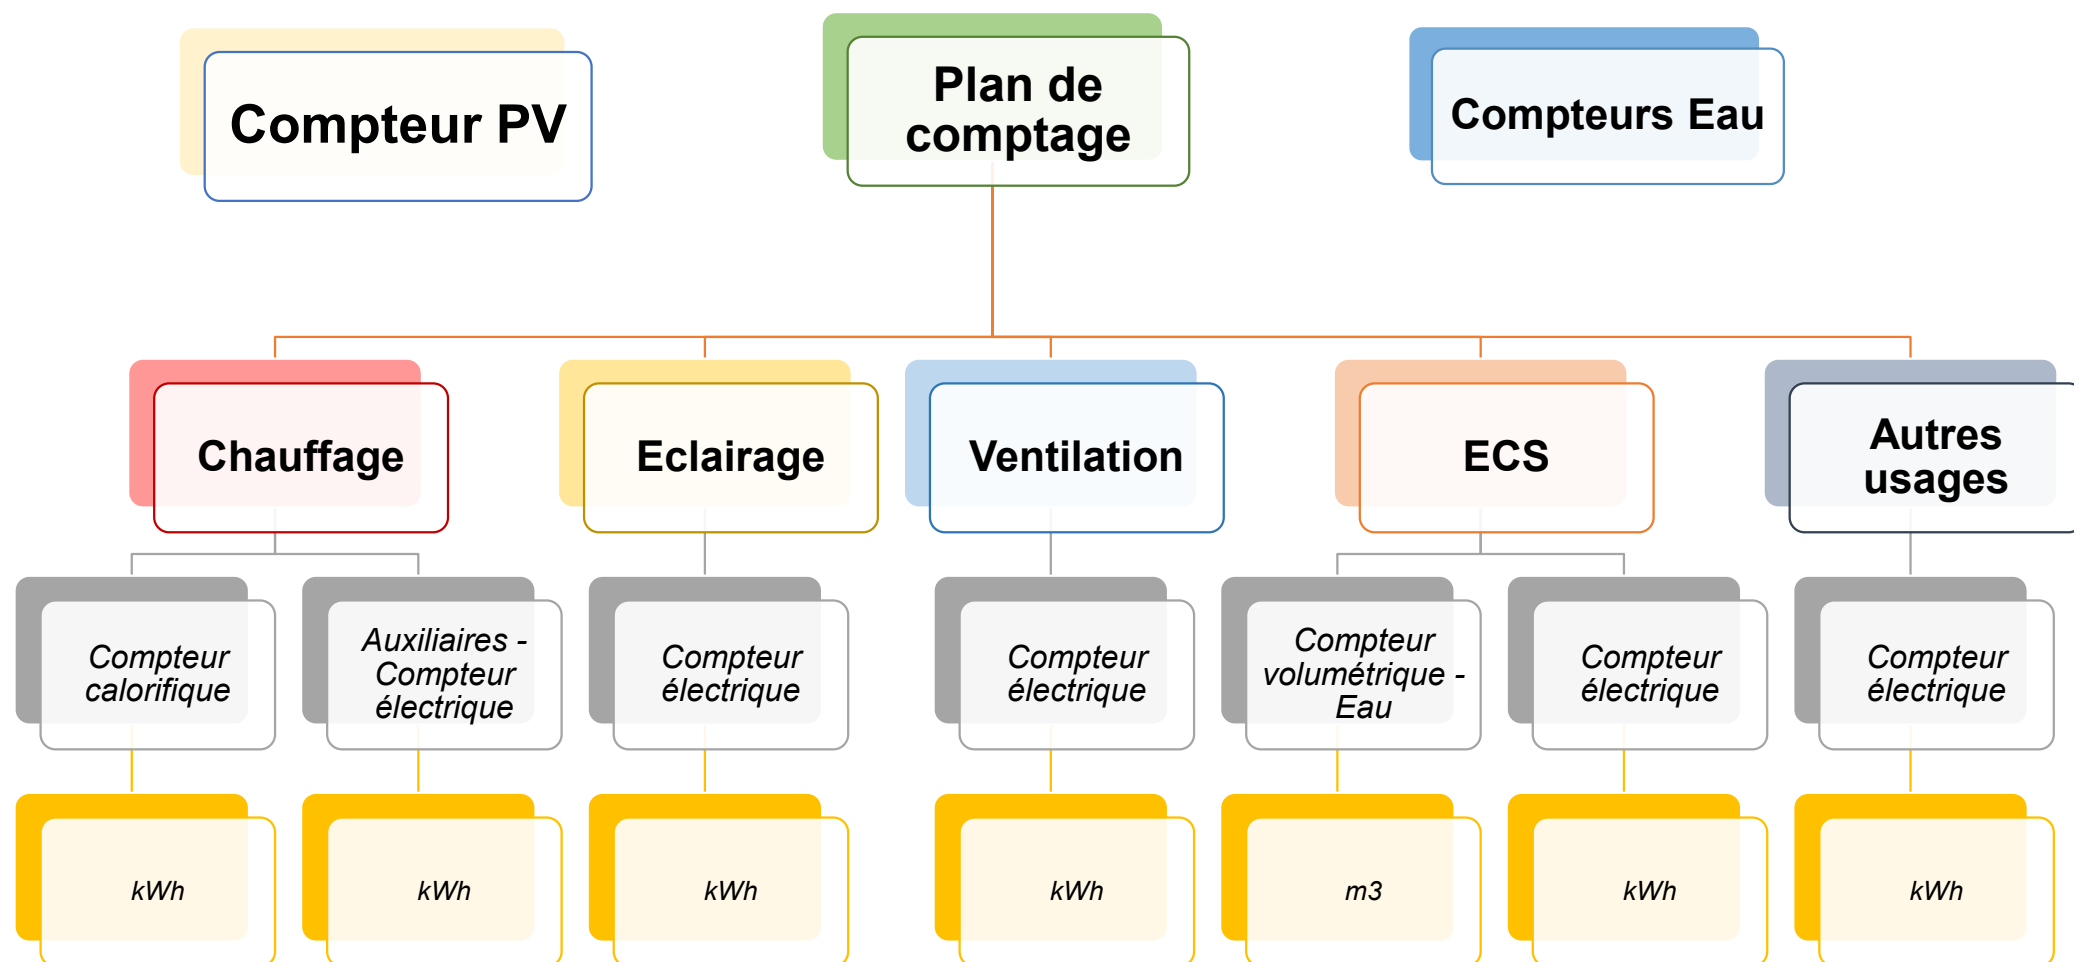 Compteur PV
Plan de
comptage
Compteurs Eau
Chauffage
Eclairage
Ventilation
ECS
Autres
usages
Compteur
calorifique
Auxiliaires -
Compteur
électrique
Compteur
électrique
Compteur
électrique
Compteur
volumétrique -
Eau
Compteur
électrique
Compteur
électrique
kWh
kWh
kWh
kWh
m3
kWh
kWh